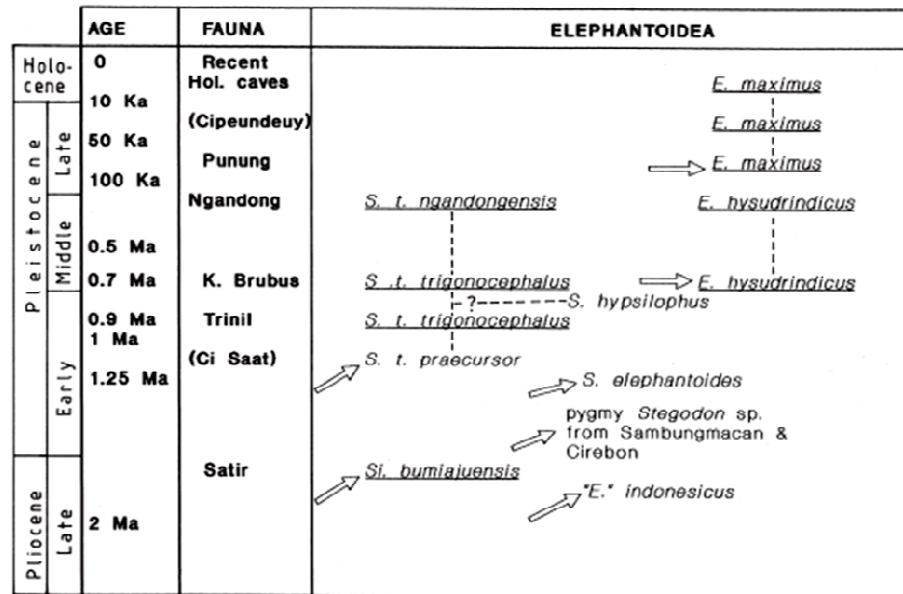 AGE FAUNA ELEPHANTOIDEA
Holo-
cene
Pleistocene
Late
Middle
Early
Pliocene
Late
0 Recent
Hol. caves E. maximus
10 Ka
(Cipeundeuy) E. maximus
50 Ka
Punung E. maximus
100 Ka
Ngandong S. t. ngandongensis E. hysudrindicus
0.5 Ma
0.7 Ma K. Brubus S .t. trigonocephalus E. hysudrindicus
? S. hypsilophus
0.9 Ma Trinil S. t. trigonocephalus
1 Ma
(Ci Saat) S. t. praecursor
1.25 Ma S. elephantoides
pygmy Stegodon sp.
from Sambungmacan &
Cirebon
Satir Si. bumiajuensis
"E." indonesicus
2 Ma